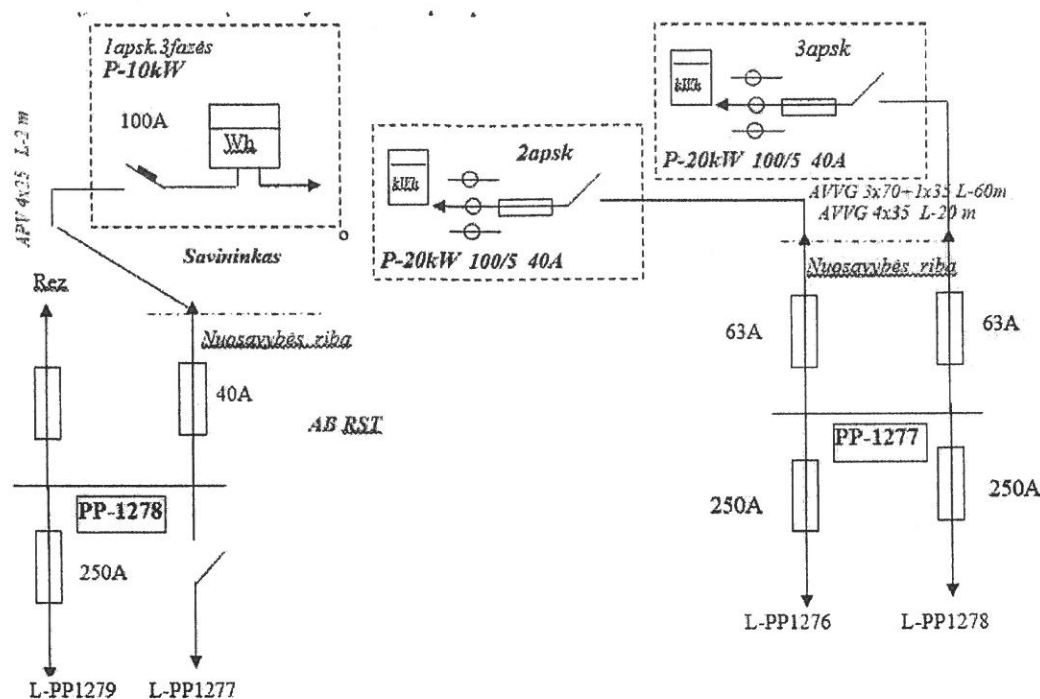 1apsk.3fazės
P-10kW
100A
Wh
APV 4x25 L-2 m
Savininkas
3apsk
kWh
P-20kW 100/5 40A
2apsk
kWh
P-20kW 100/5 40A
AVVG 3x70+1x35 L-60m
AVVG 4x35 L-20 m
Nuosavybės riba
63A
63A
Rez
Nuosavybės riba
40A
AB RST
PP-1277
250A
250A
PP-1278
250A
L-PP1276
L-PP1278
L-PP1279
L-PP1277